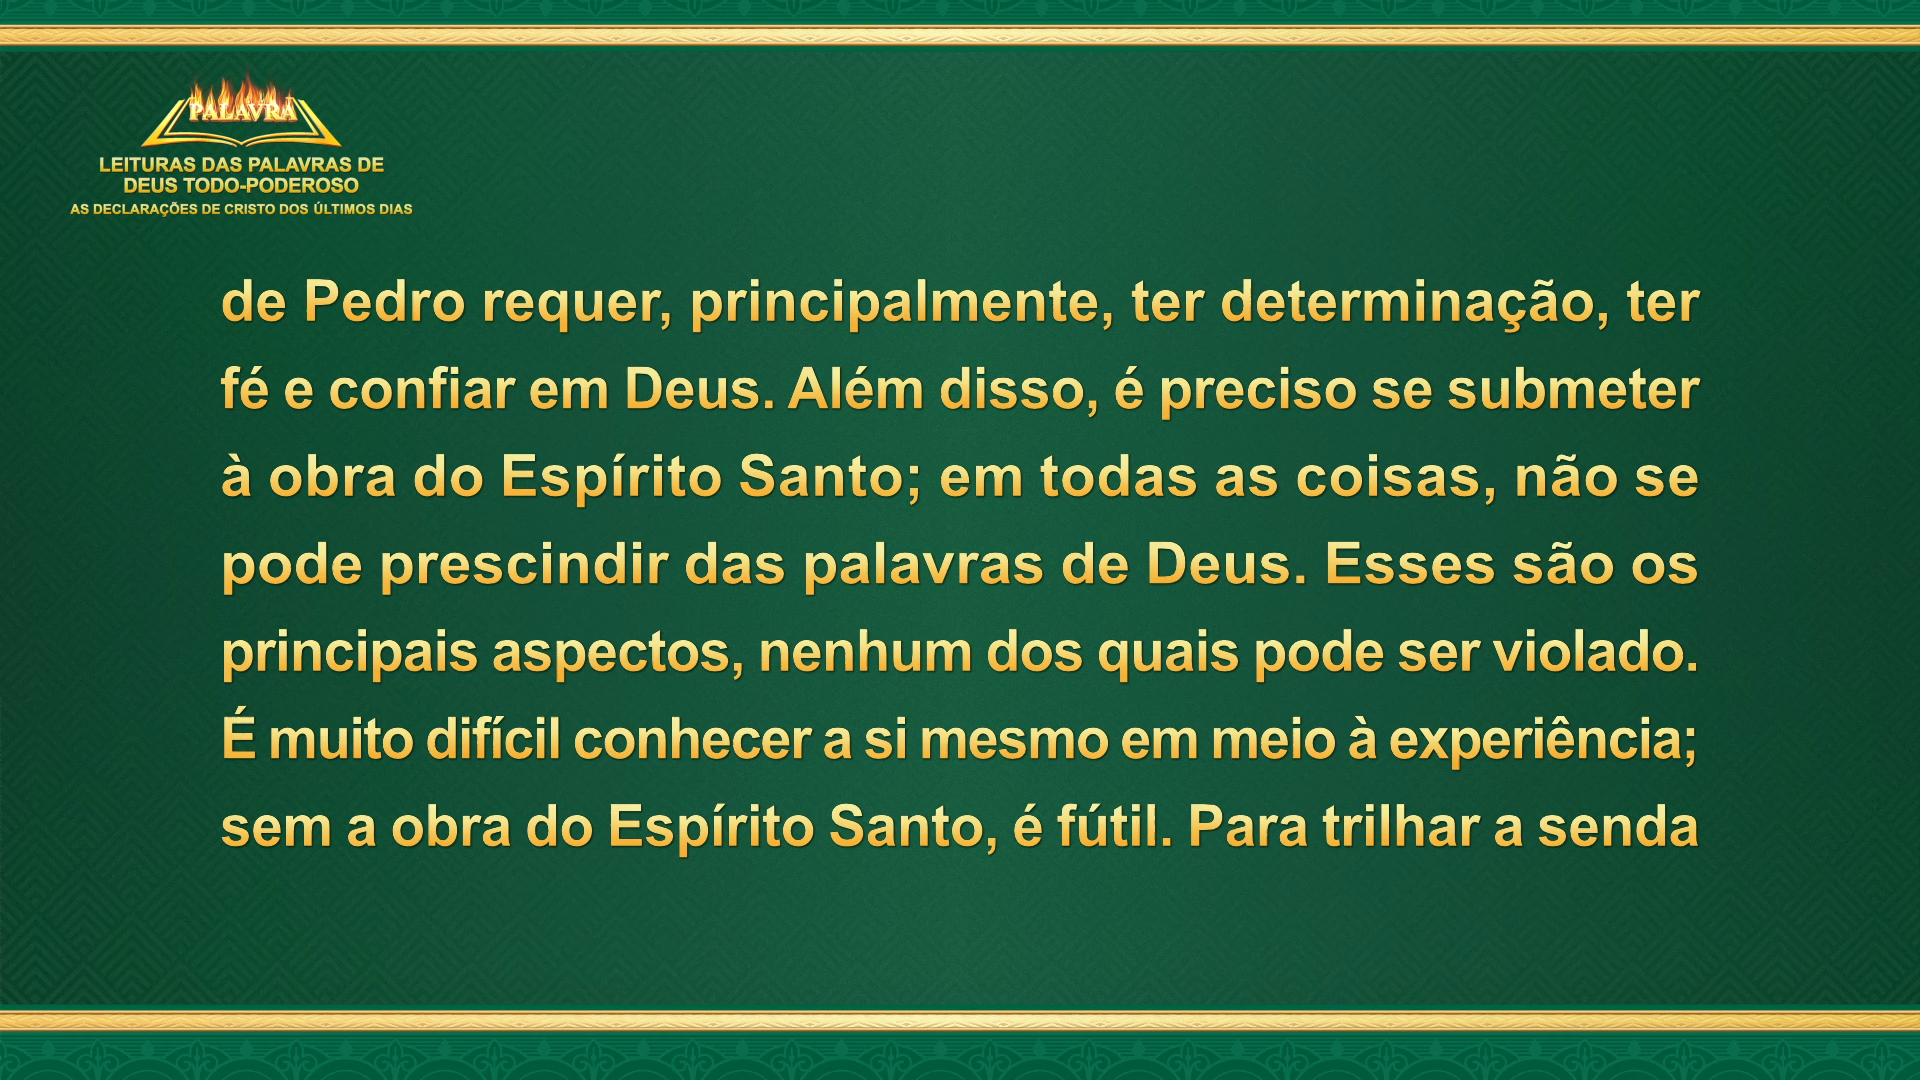 PALAVRA
LEITURAS DAS PALAVRAS DE
DEUS TODO-PODEROSO
AS DECLARAÇÕES DE CRISTO DOS ÚLTIMOS DIAS
de Pedro requer, principalmente, ter determinação, ter
fé e confiar em Deus. Além disso, é preciso se submeter
à obra do Espírito Santo; em todas as coisas, não se
pode prescindir das palavras de Deus. Esses são os
principais aspectos, nenhum dos quais pode ser violado.
É muito difícil conhecer a si mesmo em meio à experiência;
sem a obra do Espírito Santo, é fútil. Para trilhar a senda